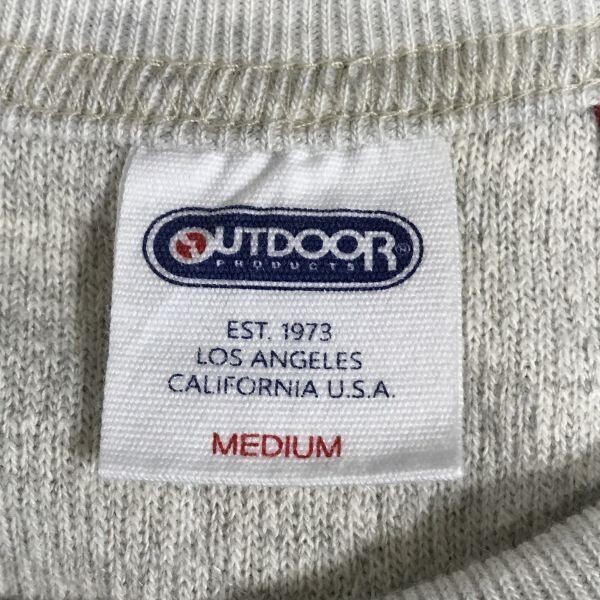 OUTDOOR®
PRODUCTS
EST. 1973
LOS ANGELES
CALIFORNIA U.S.A.
MEDIUM